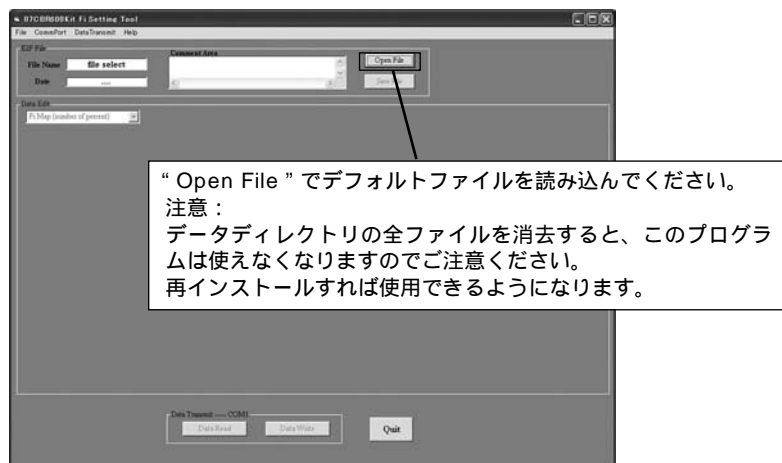 07CBR600Kit Fi Setting Tool
File CommPort DataTransmit Help
E2P File
File Name file select
Comment Area
Open File
Date ----
Save File
Data Edit
Fi Map (number of percent)
“ Open File ” でデフォルトファイルを読み込んでください。
注意：
データディレクトリの全ファイルを消去すると、このプログラ
ムは使えなくなりますのでご注意ください。
再インストールすれば使用できるようになります。
Data Transmit ---- COM1
Data Read Data Write
Quit